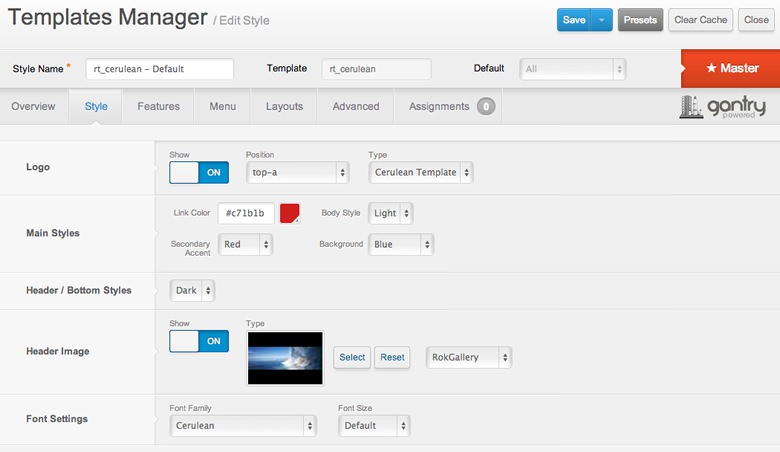 Templates Manager / Edit Style
Save Presets Clear Cache Close
Style Name * rt_cerulean - Default Template rt_cerulean Default All Master
Overview Style Features Menu Layouts Advanced Assignments 0
gantry
powered
Logo
Show Position Type
ON top-a Cerulean Template
Main Styles
Link Color #c71b1b Body Style Light
Secondary Accent Red Background Blue
Header / Bottom Styles Dark
Header Image
Show Type
ON Select Reset RokGallery
Font Settings
Font Family Font Size
Cerulean Default